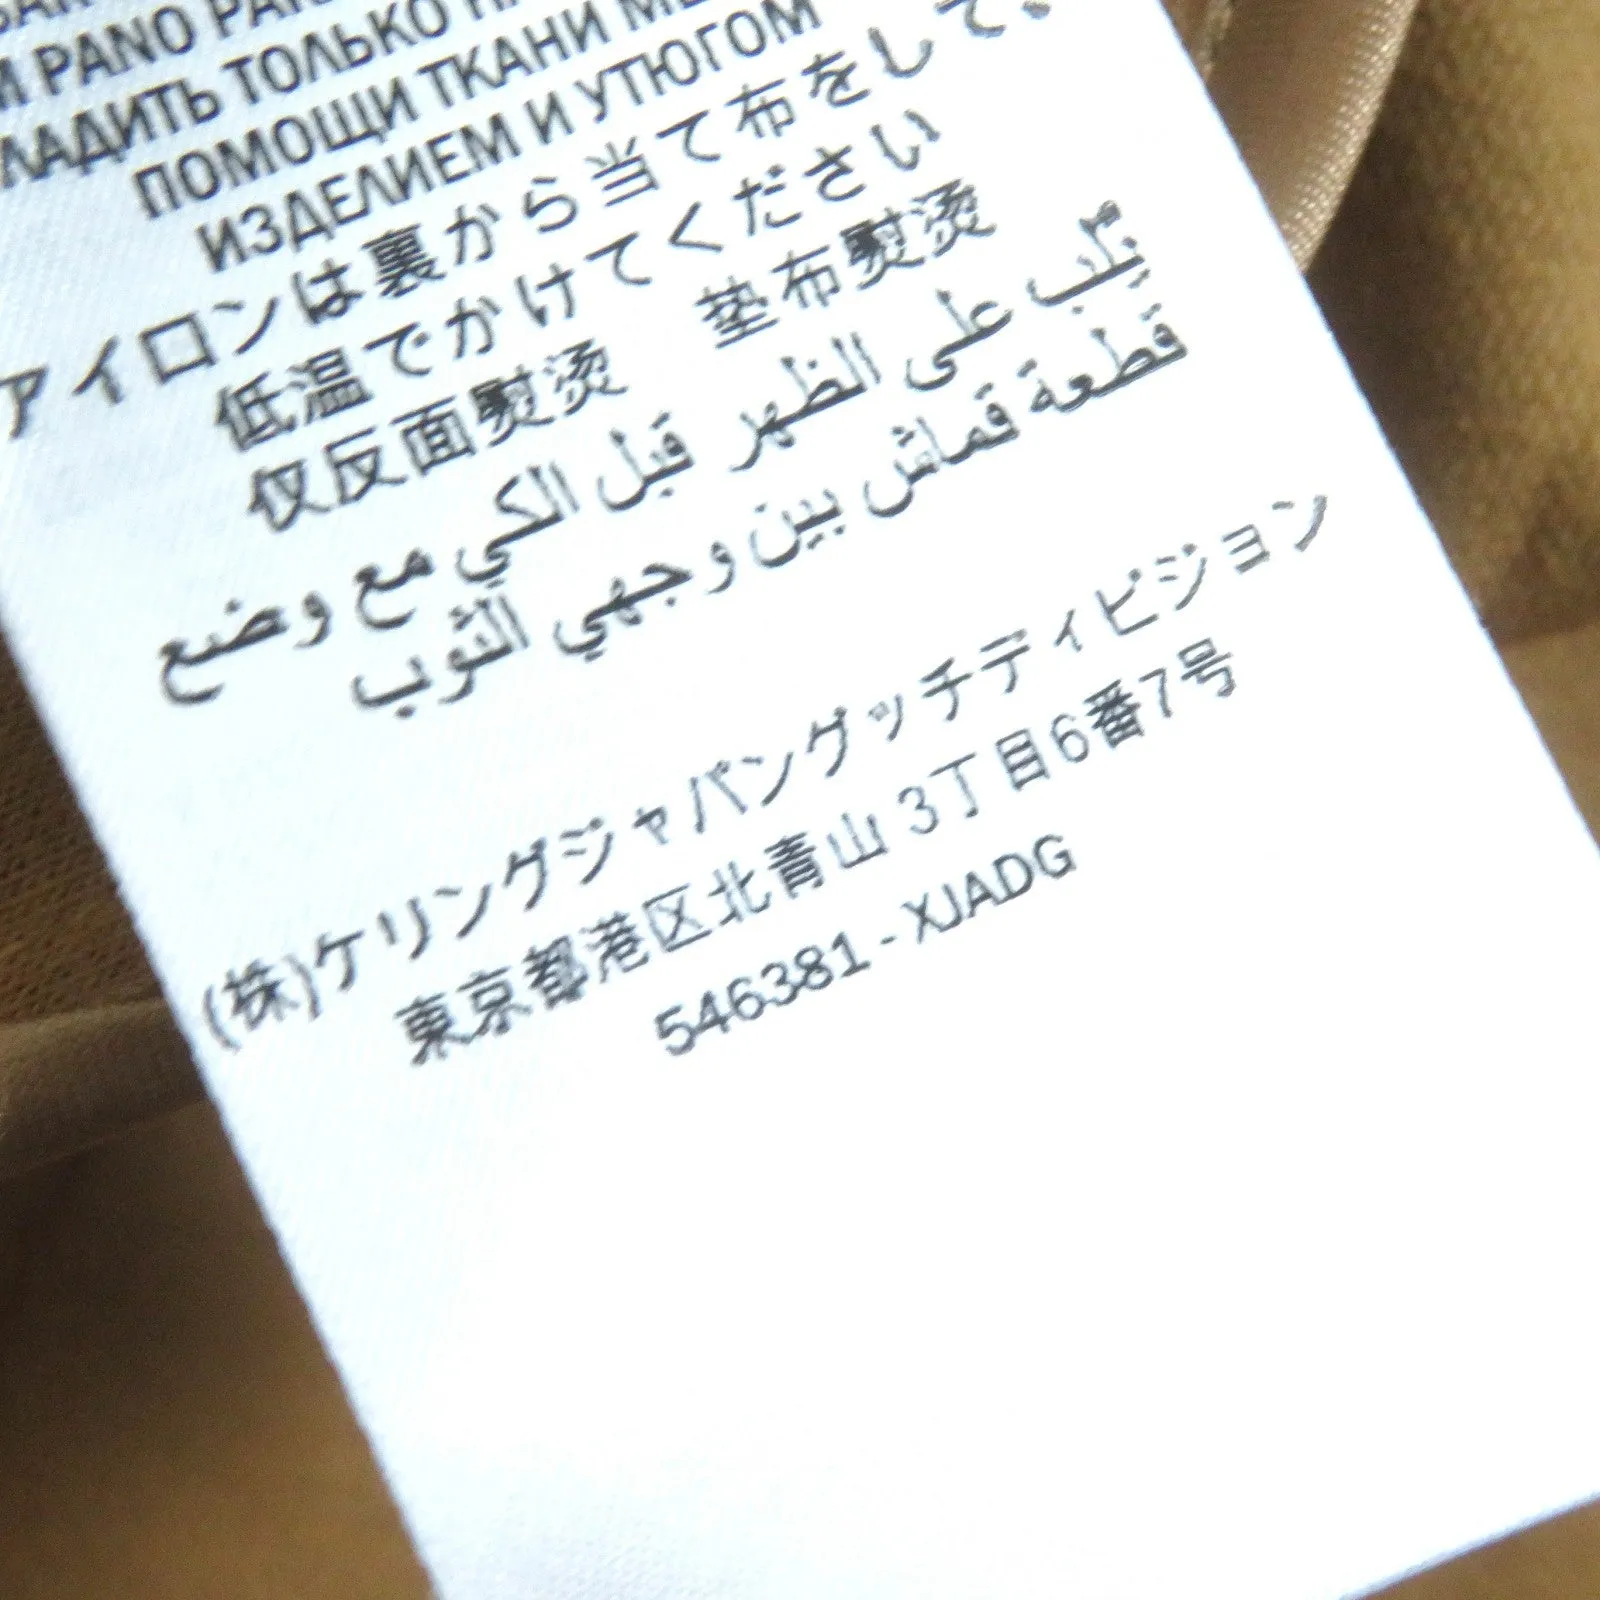 PANO
ЛАДИТЬ ТОЛЬКО
ПОМОЩИ ТКАНИ
ИЗДЕЛИЕМ И УТЮГОМ
アイロンは裏から当て布をして、
低温でかけてください
仅反面熨烫 垫布熨烫
يقلب على الظهر قبل الكي مع وضع
قطعة قماش بين وجهي الثوب
(株)ケリングジャパングッチディビジョン
東京都港区北青山3丁目6番7号
546381 - XJADG